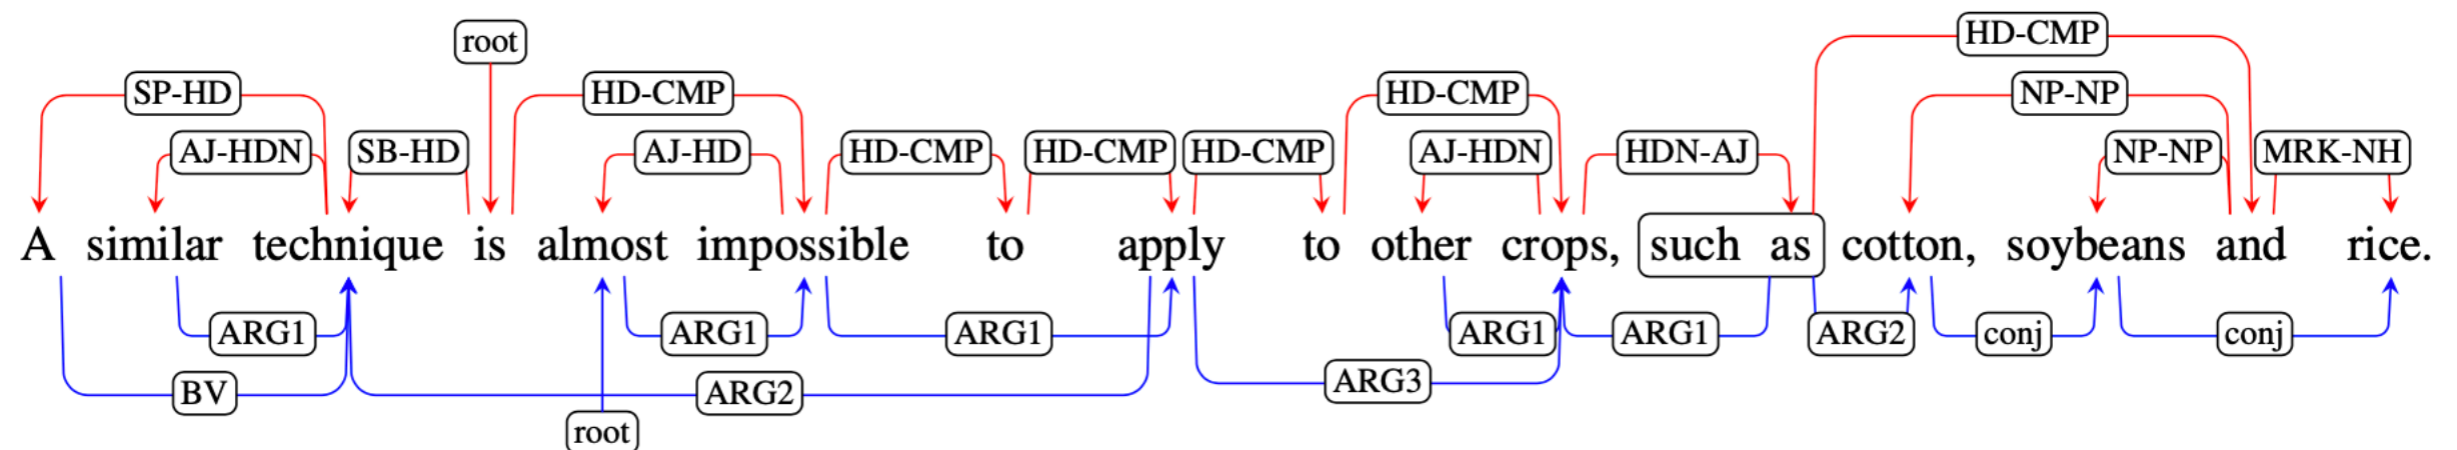 HD-CMP
root
SP-HD HD-CMP HD-CMP NP-NP
AJ-HDN SB-HD AJ-HD HD-CMP HD-CMP HD-CMP AJ-HDN HDN-AJ NP-NP MRK-NH
A similar technique is almost impossible to apply to other crops, such as cotton, soybeans and rice.
ARG1 ARG1 ARG1 ARG1 ARG1 ARG2 conj conj
BV ARG2 ARG3
root